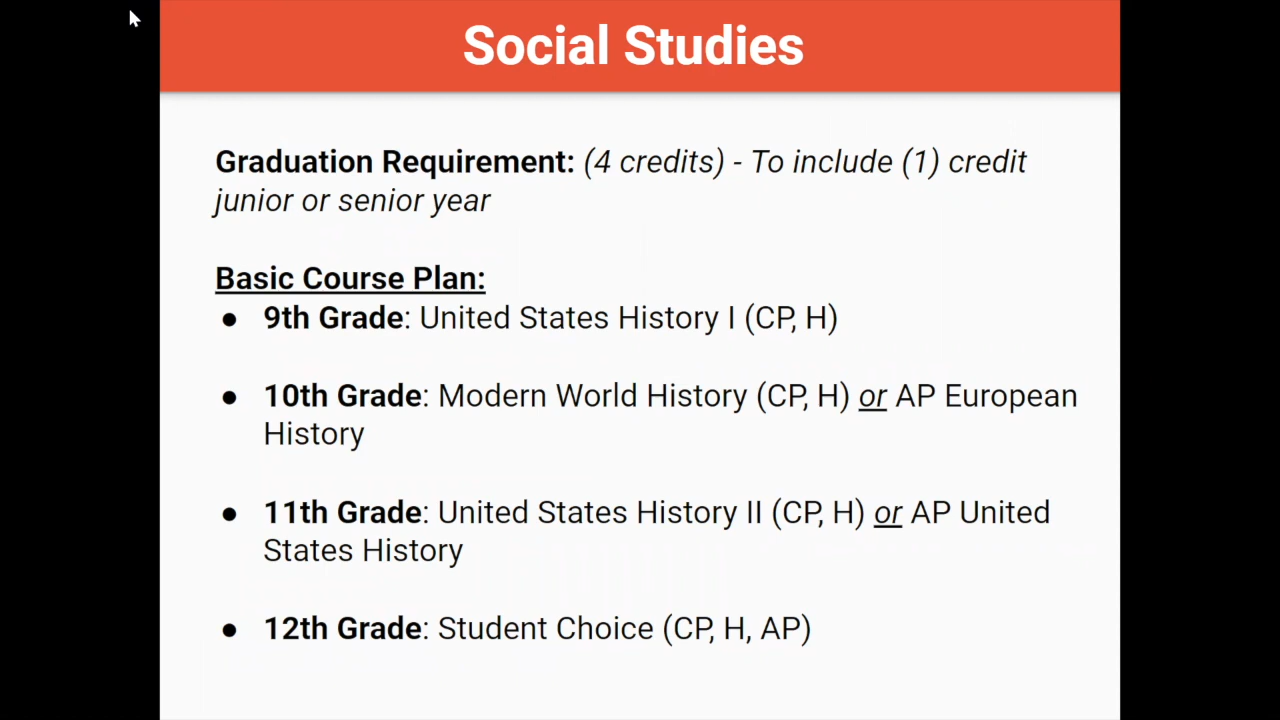 Social Studies
Graduation Requirement: (4 credits) - To include (1) credit
junior or senior year
Basic Course Plan:
● 9th Grade: United States History I (CP, H)
● 10th Grade: Modern World History (CP, H) or AP European
History
● 11th Grade: United States History II (CP, H) or AP United
States History
● 12th Grade: Student Choice (CP, H, AP)